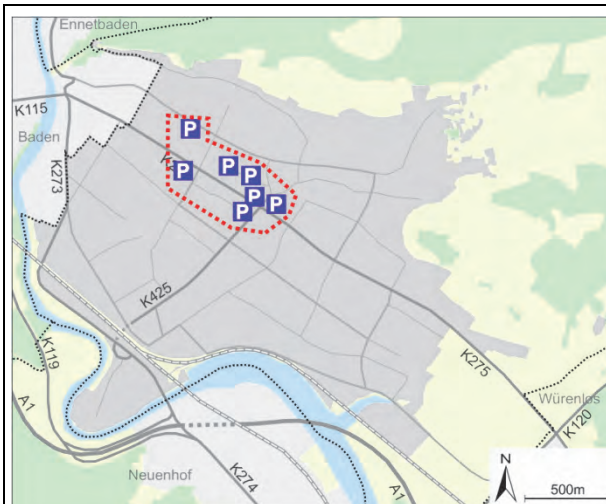 Ennetbaden
K115
Baden
K273
P
P
P
P
P
P
P
K425
K119
A1
K275
Würenlos
K120
Neuenhof
K274
A1
N
500m